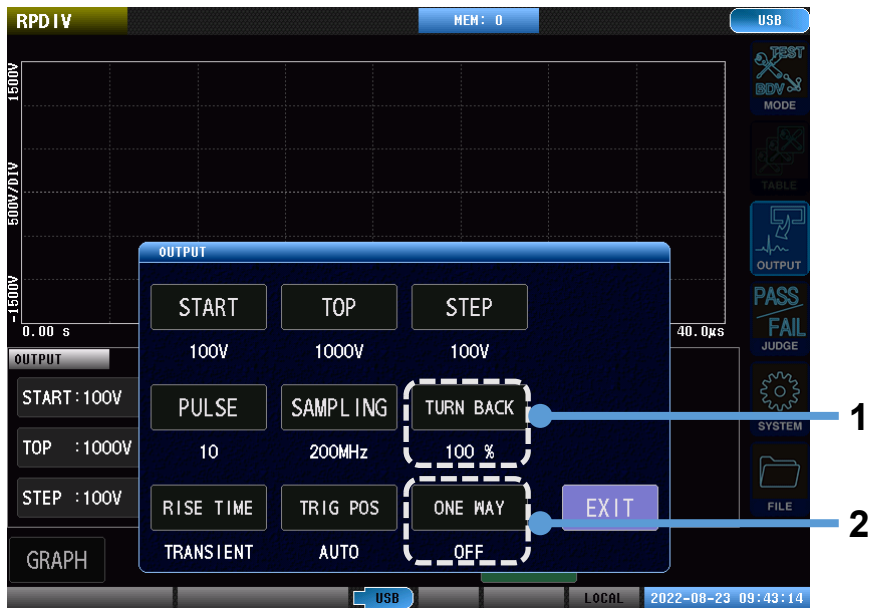 RPDIV
MEM: 0
USB
1500V
500V/DIV
-1500V
0.00 s
40.0μs
TEST
BDV
MODE
TABLE
OUTPUT
PASS
FAIL
JUDGE
SYSTEM
FILE
OUTPUT
START:100V
TOP :1000V
STEP :100V
GRAPH
OUTPUT
START
TOP
STEP
100V
1000V
100V
PULSE
SAMPLING
TURN BACK
10
200MHz
100 %
RISE TIME
TRIG POS
ONE WAY
EXIT
TRANSIENT
AUTO
OFF
1
2
USB
LOCAL
2022-08-23 09:43:14